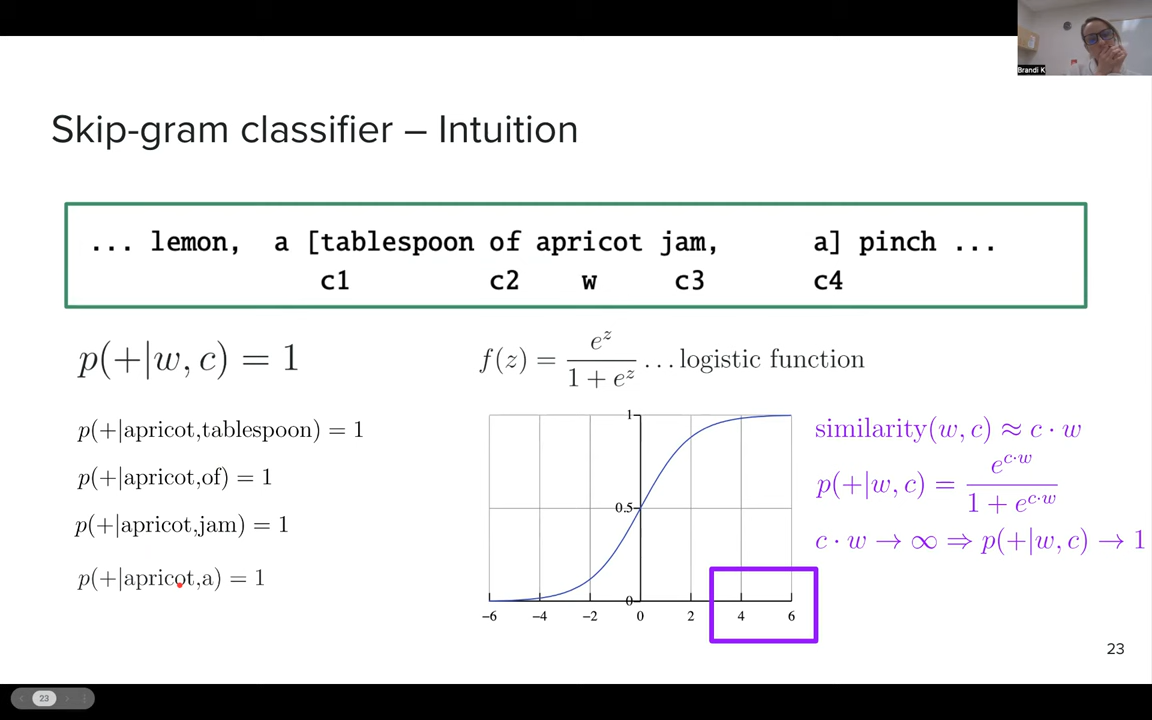 Brandi K
Skip-gram classifier – Intuition
... lemon, a [tablespoon of apricot jam, a] pinch ...
c1 c2 w c3 c4
p(+|w, c) = 1
f(z) = e^z / (1 + e^z) ... logistic function
p(+|apricot,tablespoon) = 1
p(+|apricot,of) = 1
p(+|apricot,jam) = 1
p(+|apricot,a) = 1
1
0.5
0
−6 −4 −2 0 2 4 6
similarity(w, c) ≈ c · w
p(+|w, c) = e^{c·w} / (1 + e^{c·w})
c · w → ∞ ⇒ p(+|w, c) → 1
23
23